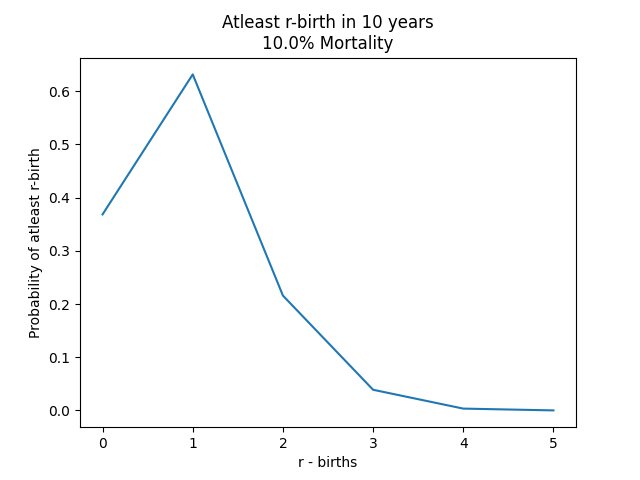 Atleast r-birth in 10 years
10.0% Mortality
Probability of atleast r-birth
0.6
0.5
0.4
0.3
0.2
0.1
0.0
0 1 2 3 4 5
r - births